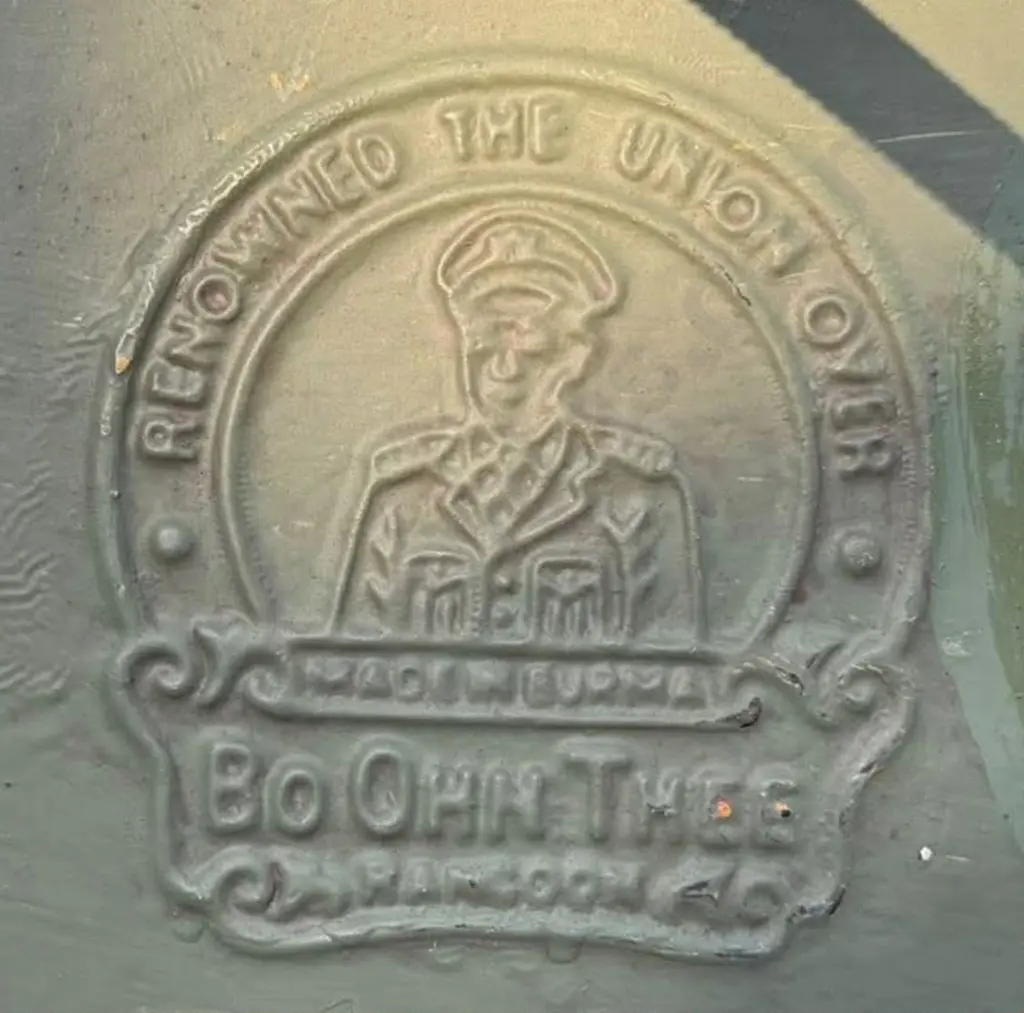 RENOWNED THE UNION OVER
MADE IN BURMA
BO OHN THEE
RANGOON